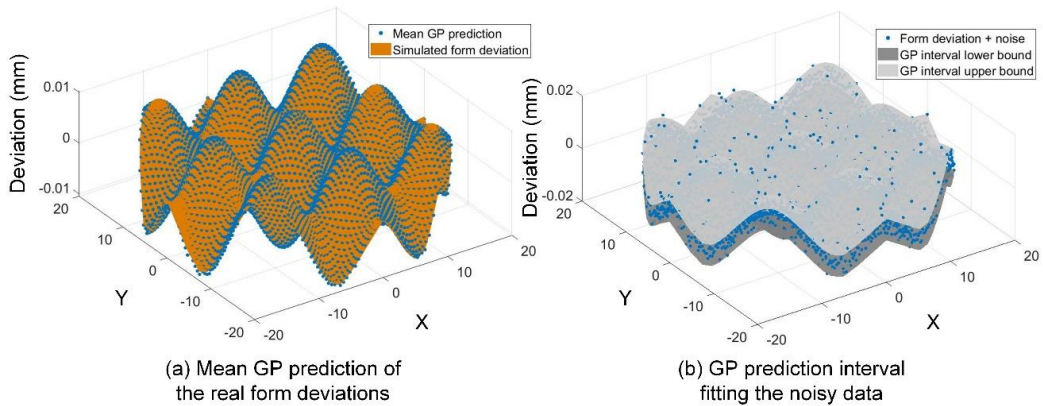 Mean GP prediction
Simulated form deviation
Deviation (mm)
0.01
0
-0.01
20
10
0
-10
-20
Y
-20
-10
0
10
20
X
(a) Mean GP prediction of
the real form deviations
Form deviation + noise
GP interval lower bound
GP interval upper bound
Deviation (mm)
0.02
0
-0.02
20
10
0
-10
-20
Y
-20
-10
0
10
20
X
(b) GP prediction interval
fitting the noisy data